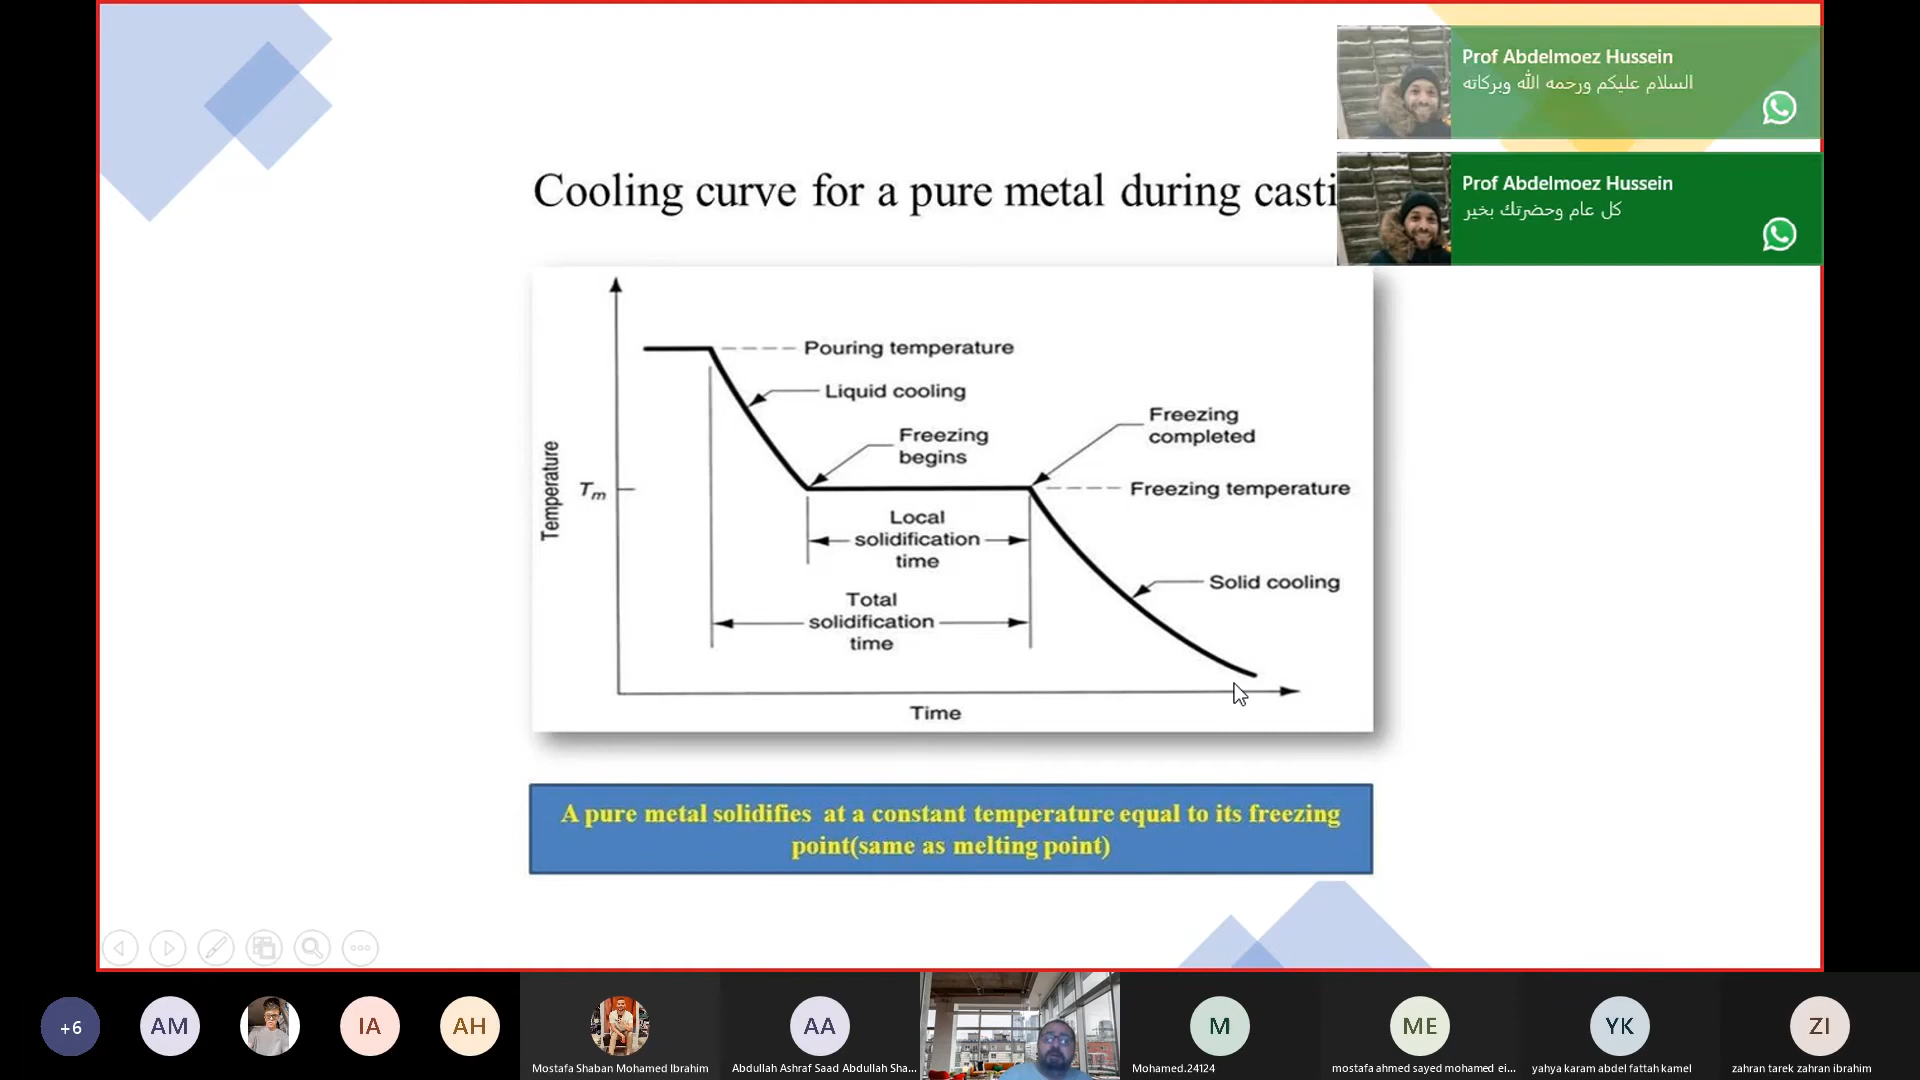 Prof Abdelmoez Hussein
السلام عليكم ورحمه الله وبركاته
Prof Abdelmoez Hussein
كل عام وحضرتك بخير
Cooling curve for a pure metal during casti
Pouring temperature
Liquid cooling
Freezing
begins
Freezing
completed
Temperature
Tm
Freezing temperature
Local
solidification
time
Solid cooling
Total
solidification
time
Time
A pure metal solidifies at a constant temperature equal to its freezing
point(same as melting point)
+6
AM
IA
AH
AA
M
ME
YK
ZI
Mostafa Shaban Mohamed Ibrahim
Abdullah Ashraf Saad Abdullah Sha...
Mohamed.24124
mostafa ahmed sayed mohamed ei...
yahya karam abdel fattah kamel
zahran tarek zahran ibrahim